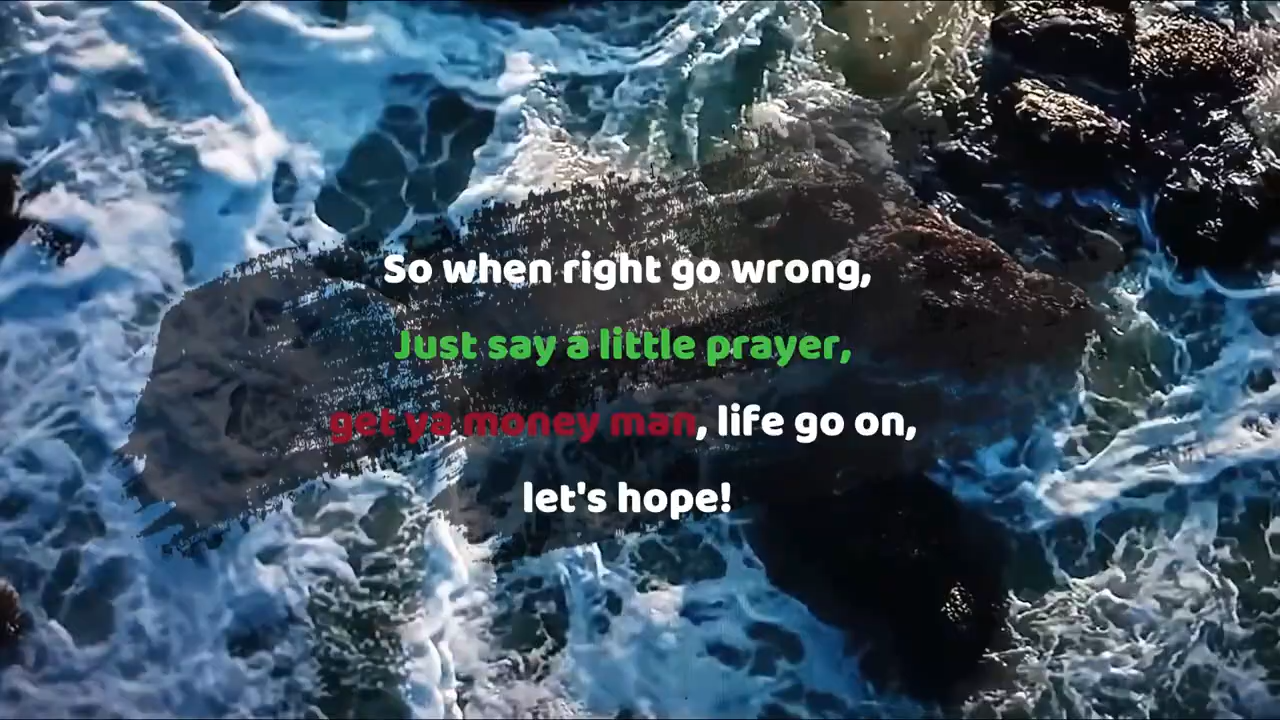 So when right go wrong,
Just say a little prayer,
get ya money man, life go on,
let's hope!